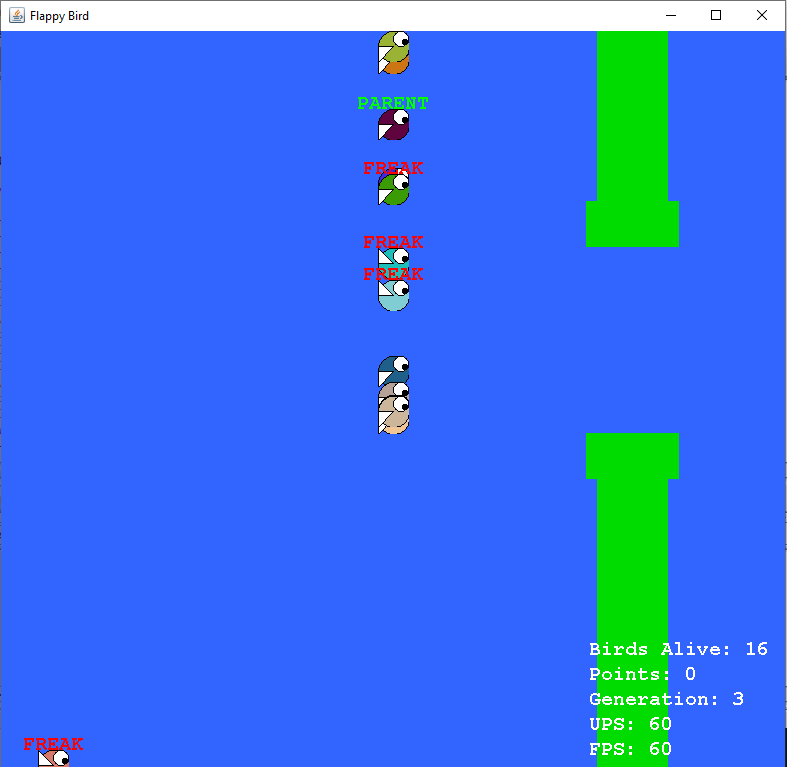 Flappy Bird
PARENT
FREAK
FREAK
FREAK
Birds Alive: 16
Points: 0
Generation: 3
UPS: 60
FPS: 60
FREAK